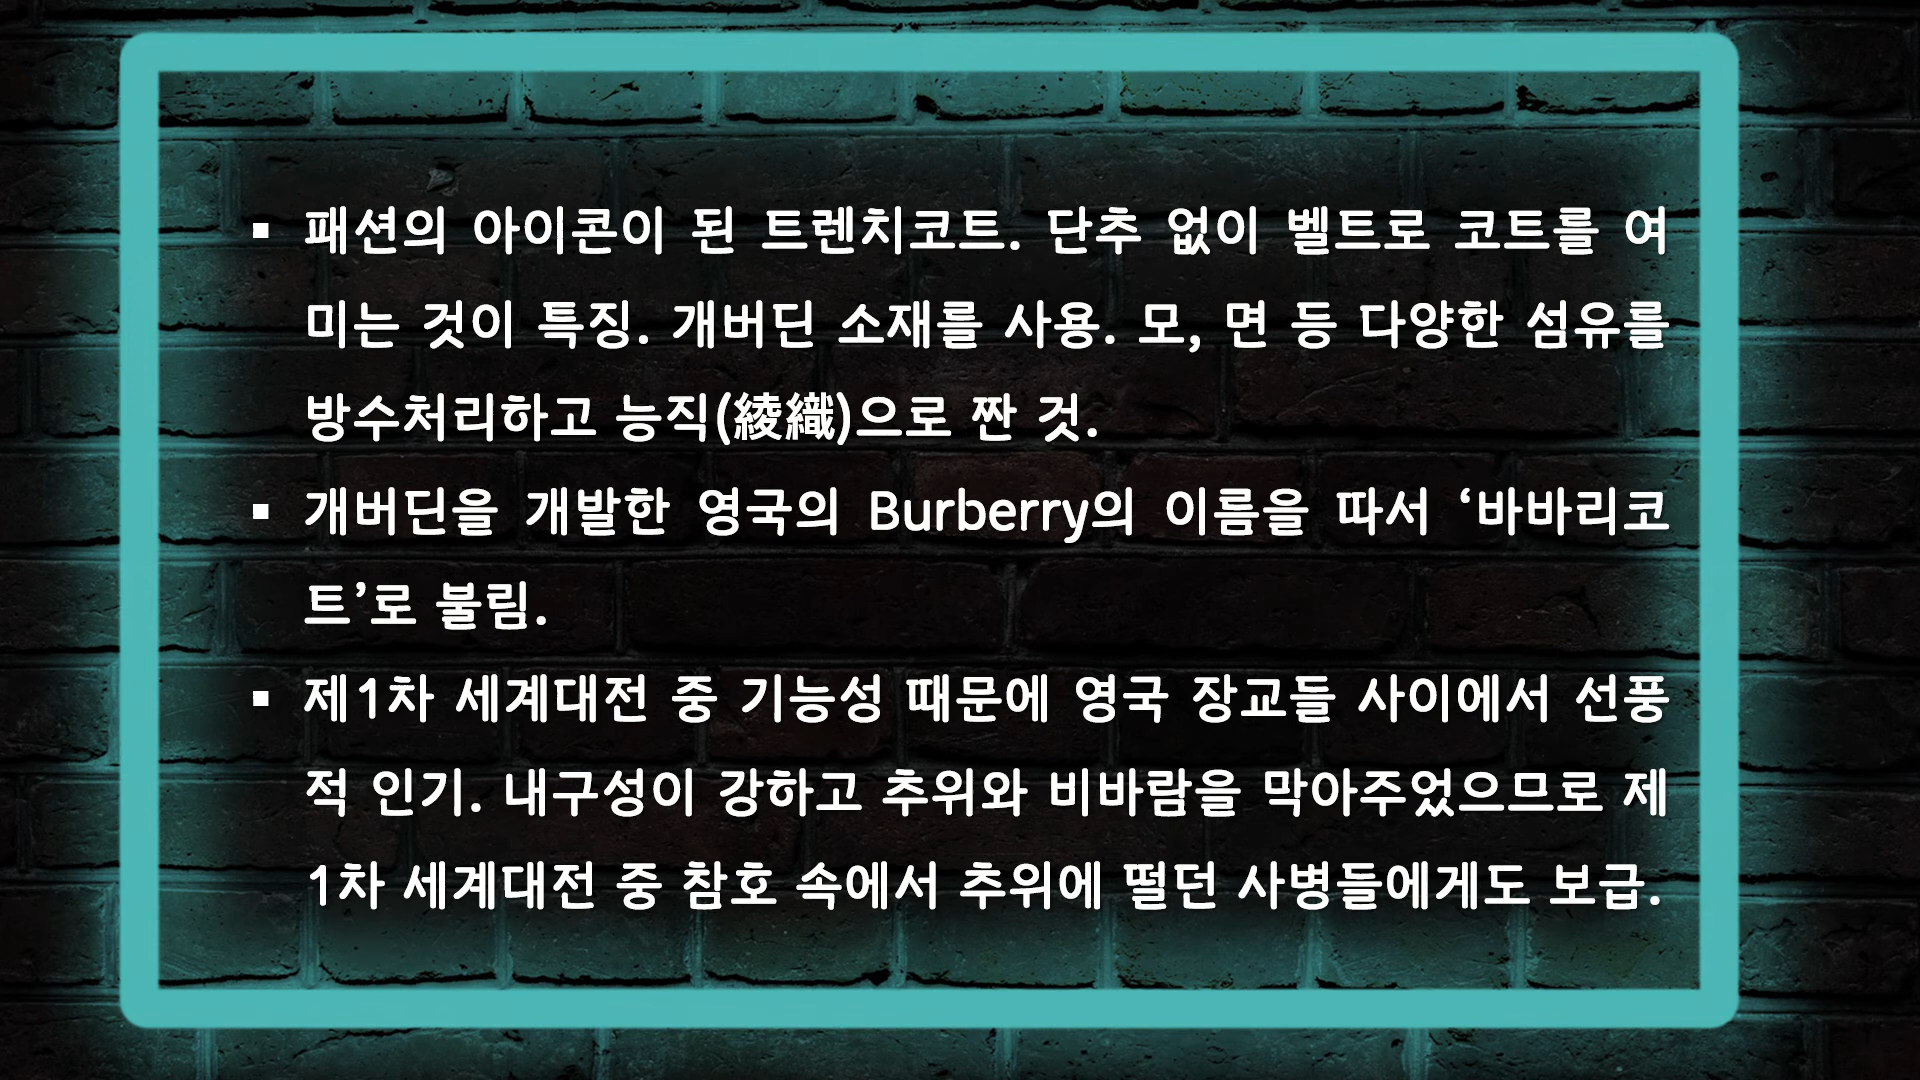 ▪ 패션의 아이콘이 된 트렌치코트. 단추 없이 벨트로 코트를 여
미는 것이 특징. 개버딘 소재를 사용. 모, 면 등 다양한 섬유를
방수처리하고 능직(綾織)으로 짠 것.
▪ 개버딘을 개발한 영국의 Burberry의 이름을 따서 ‘바바리코
트’로 불림.
▪ 제1차 세계대전 중 기능성 때문에 영국 장교들 사이에서 선풍
적 인기. 내구성이 강하고 추위와 비바람을 막아주었으므로 제
1차 세계대전 중 참호 속에서 추위에 떨던 사병들에게도 보급.